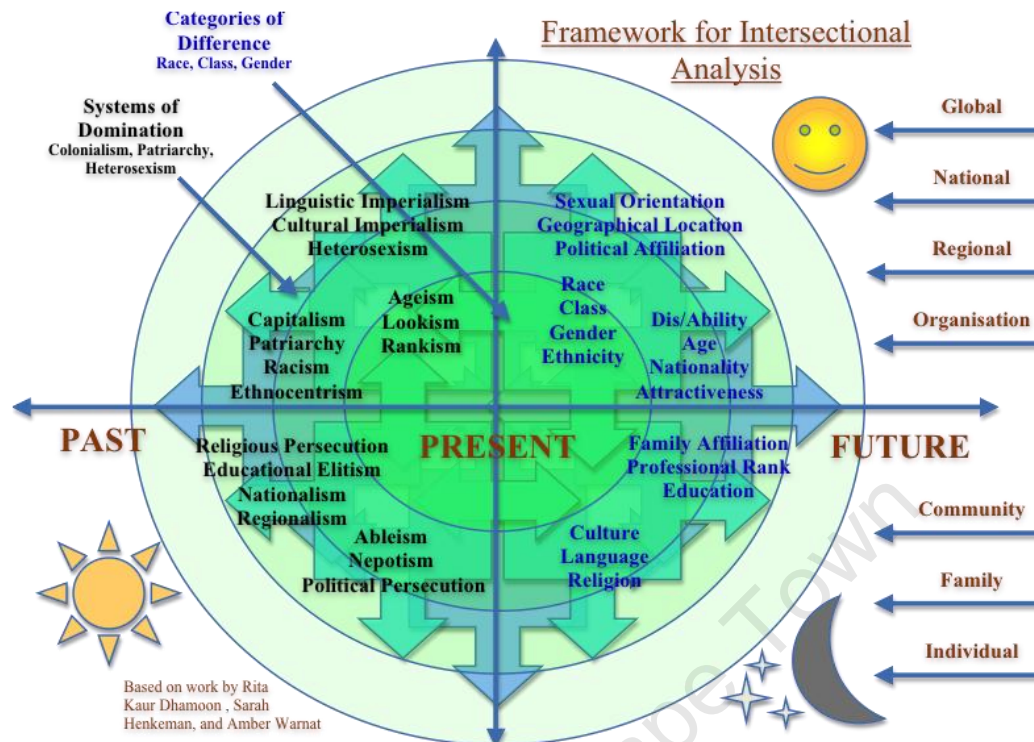 Categories of
Difference
Race, Class, Gender
Framework for Intersectional
Analysis
Systems of
Domination
Colonialism, Patriarchy,
Heterosexism
Global
National
Regional
Organisation
Linguistic Imperialism
Cultural Imperialism
Heterosexism
Sexual Orientation
Geographical Location
Political Affiliation
Ageism
Lookism
Rankism
Race
Class
Gender
Ethnicity
Capitalism
Patriarchy
Racism
Ethnocentrism
Dis/Ability
Age
Nationality
Attractiveness
PAST
PRESENT
FUTURE
Religious Persecution
Educational Elitism
Nationalism
Regionalism
Family Affiliation
Professional Rank
Education
Ableism
Nepotism
Political Persecution
Culture
Language
Religion
Community
Family
Individual
Based on work by Rita
Kaur Dhamoon , Sarah
Henkeman, and Amber Warnat
Town